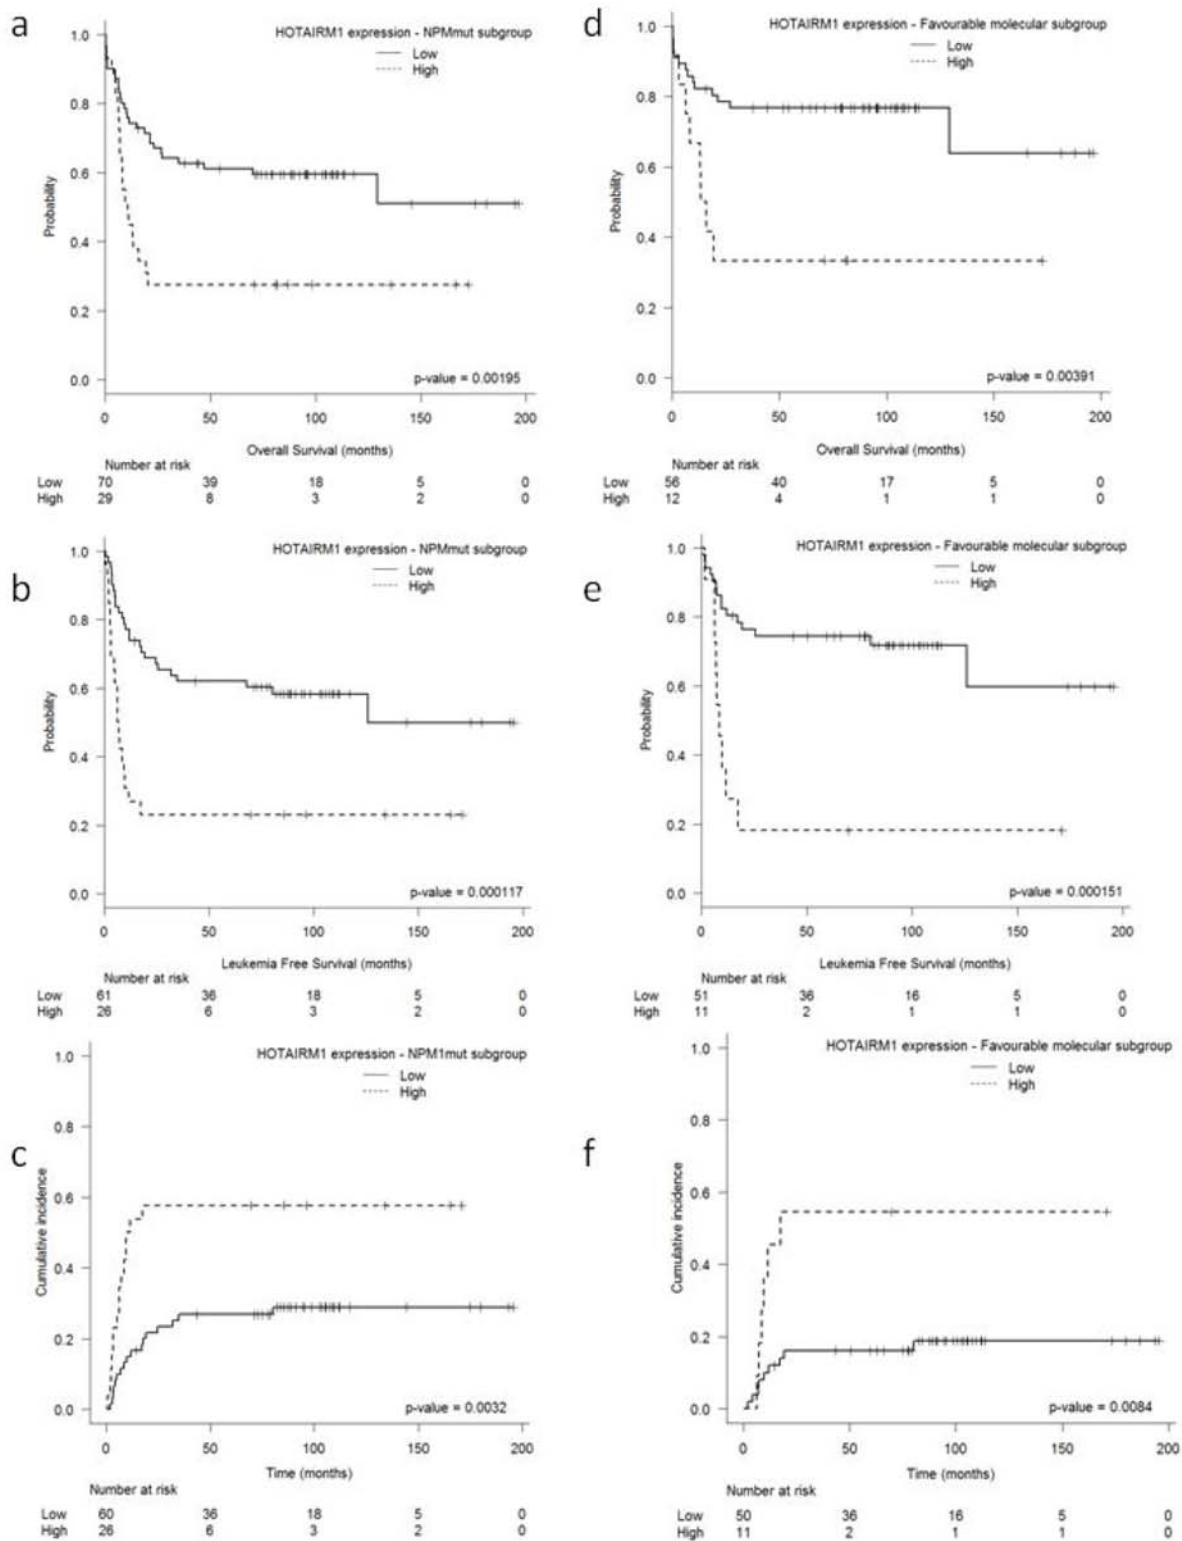 a
HOTAIRM1 expression - NPMmut subgroup
Low
High
1.0
0.8
0.6
0.4
0.2
0.0
Probability
p-value = 0.00195
0 50 100 150 200
Overall Survival (months)
Number at risk
Low 70 39 18 5 0
High 29 8 3 2 0
d
HOTAIRM1 expression - Favourable molecular subgroup
Low
High
1.0
0.8
0.6
0.4
0.2
0.0
Probability
p-value = 0.00391
0 50 100 150 200
Overall Survival (months)
Number at risk
Low 56 40 17 5 0
High 12 4 1 1 0
b
HOTAIRM1 expression - NPMmut subgroup
Low
High
1.0
0.8
0.6
0.4
0.2
0.0
Probability
p-value = 0.000117
0 50 100 150 200
Leukemia Free Survival (months)
Number at risk
Low 61 36 18 5 0
High 26 6 3 2 0
e
HOTAIRM1 expression - Favourable molecular subgroup
Low
High
1.0
0.8
0.6
0.4
0.2
0.0
Probability
p-value = 0.000151
0 50 100 150 200
Leukemia Free Survival (months)
Number at risk
Low 51 36 16 5 0
High 11 2 1 1 0
c
HOTAIRM1 expression - NPM1mut subgroup
Low
High
1.0
0.8
0.6
0.4
0.2
0.0
Cumulative incidence
p-value = 0.0032
0 50 100 150 200
Time (months)
Number at risk
Low 60 36 18 5 0
High 26 6 3 2 0
f
HOTAIRM1 expression - Favourable molecular subgroup
Low
High
1.0
0.8
0.6
0.4
0.2
0.0
Cumulative incidence
p-value = 0.0084
0 50 100 150 200
Time (months)
Number at risk
Low 50 36 16 5 0
High 11 2 1 1 0